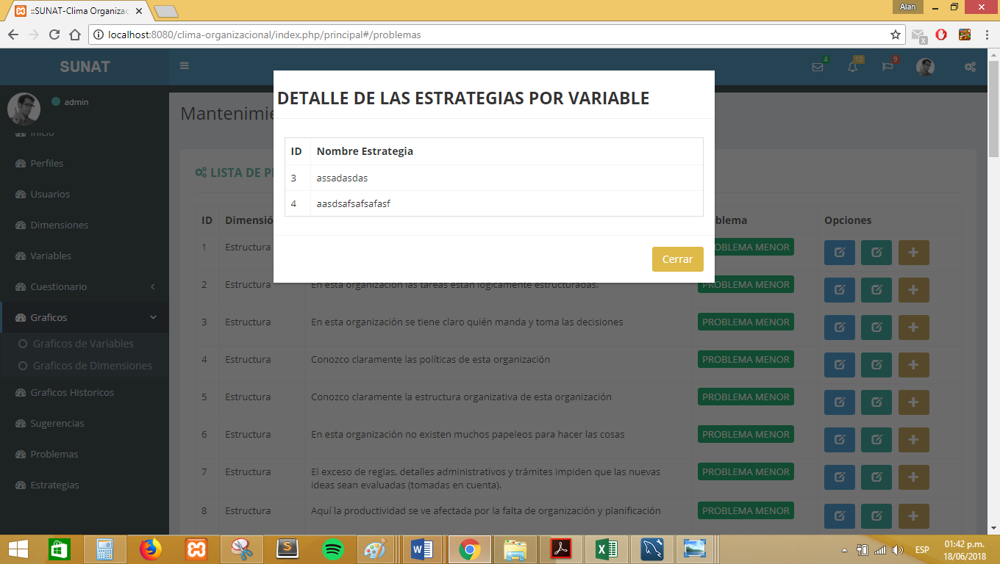 ::SUNAT-Clima Organizac
Alan
localhost:8080/clima-organizacional/index.php/principal#/problemas
SUNAT
4
10
9
admin
Inicio
Perfiles
Usuarios
Dimensiones
Variables
Cuestionario
Graficos
Graficos de Variables
Graficos de Dimensiones
Graficos Historicos
Sugerencias
Problemas
Estrategias
Mantenimie
LISTA DE P
DETALLE DE LAS ESTRATEGIAS POR VARIABLE
ID Nombre Estrategia
3 assadasdas
4 aasdsafsafsafasf
Cerrar
ID Dimensió blema Opciones
1 Estructura OBLEMA MENOR
2 Estructura En esta organización las tareas están lógicamente estructuradas. PROBLEMA MENOR
3 Estructura En esta organización se tiene claro quién manda y toma las decisiones PROBLEMA MENOR
4 Estructura Conozco claramente las políticas de esta organización PROBLEMA MENOR
5 Estructura Conozco claramente la estructura organizativa de esta organización PROBLEMA MENOR
6 Estructura En esta organización no existen muchos papeleos para hacer las cosas PROBLEMA MENOR
7 Estructura El exceso de reglas, detalles administrativos y trámites impiden que las nuevas PROBLEMA MENOR
ideas sean evaluadas (tomadas en cuenta).
8 Estructura Aquí la productividad se ve afectada por la falta de organización y planificación PROBLEMA MENOR
ESP
01:42 p.m.
18/06/2018